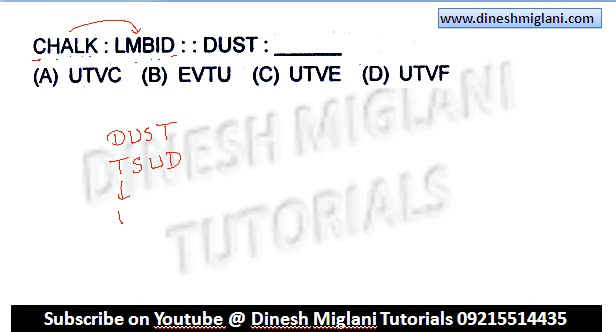 www.dineshmiglani.com
CHALK : LMBID : : DUST : ______
(A) UTVC (B) EVTU (C) UTVE (D) UTVF
DUST
TSUD
DINESH MIGLANI
TUTORIALS
Subscribe on Youtube @ Dinesh Miglani Tutorials 09215514435